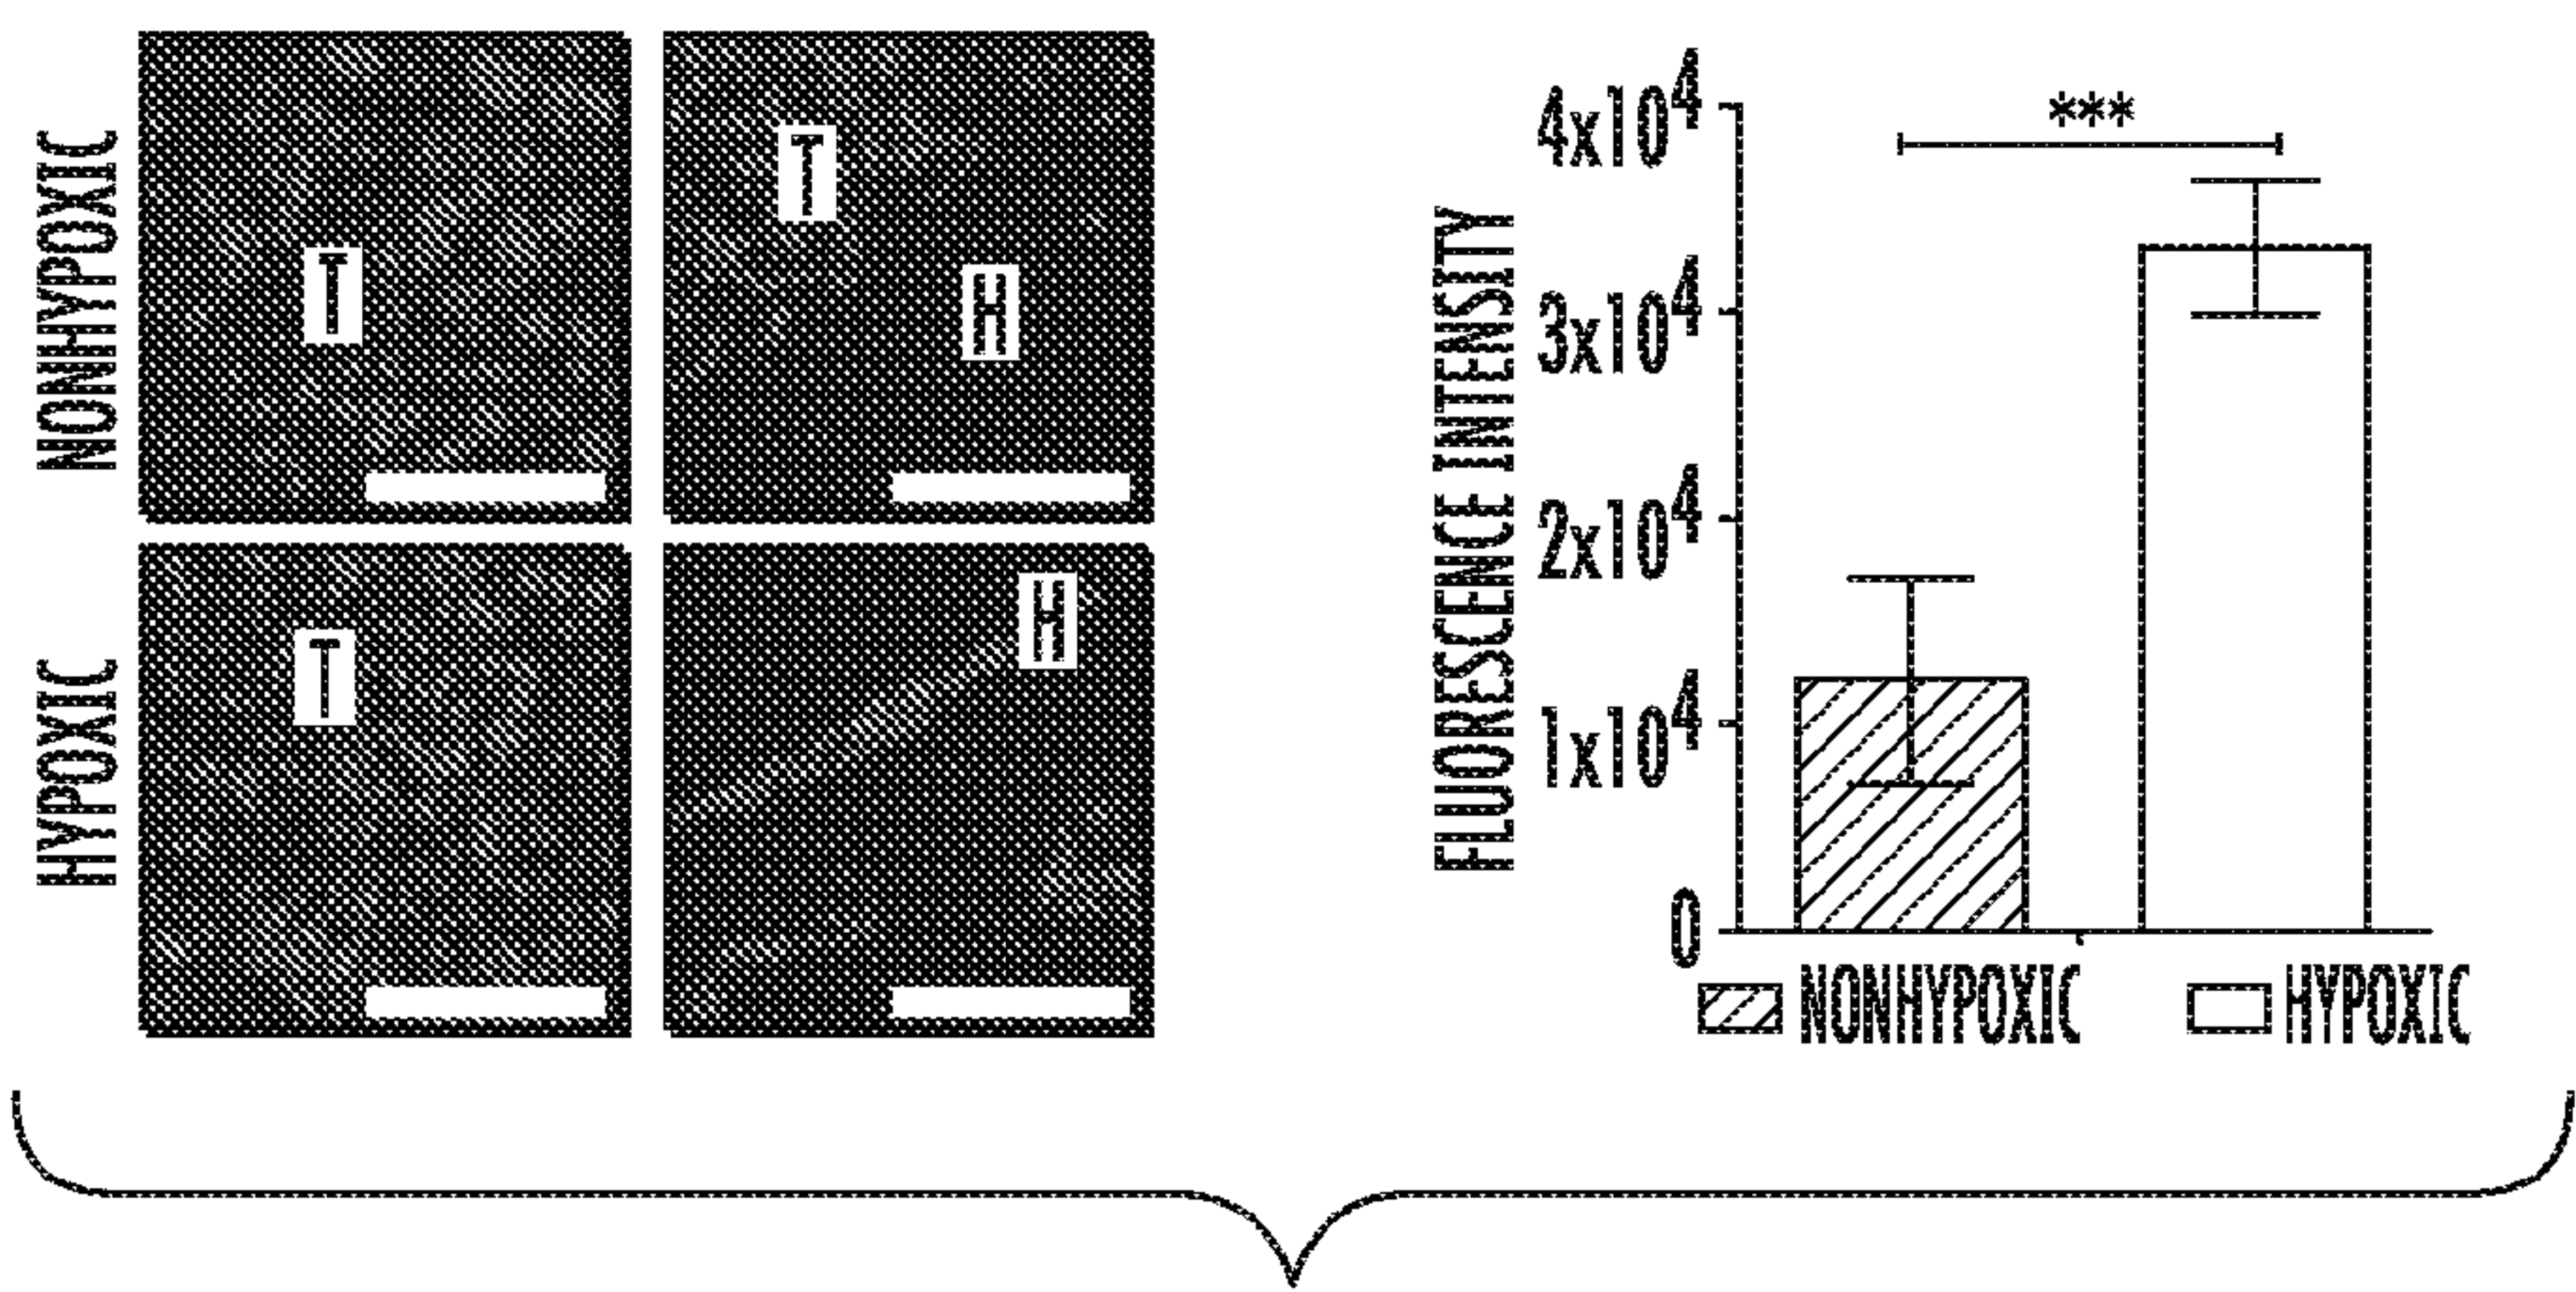 NONHYPOXIC
T
T
H
HYPOXIC
T
H
FLUORESCENCE INTENSITY
4x10⁴
3x10⁴
2x10⁴
1x10⁴
0
***
NONHYPOXIC
HYPOXIC